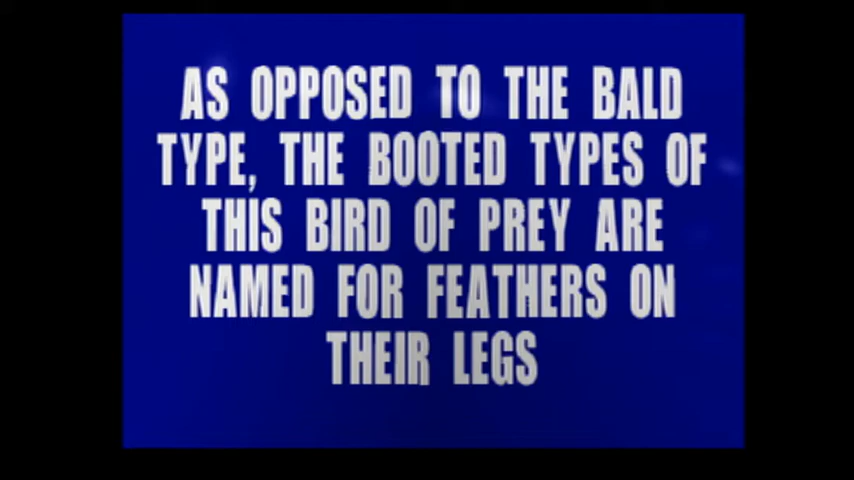 AS OPPOSED TO THE BALD
TYPE, THE BOOTED TYPES OF
THIS BIRD OF PREY ARE
NAMED FOR FEATHERS ON
THEIR LEGS